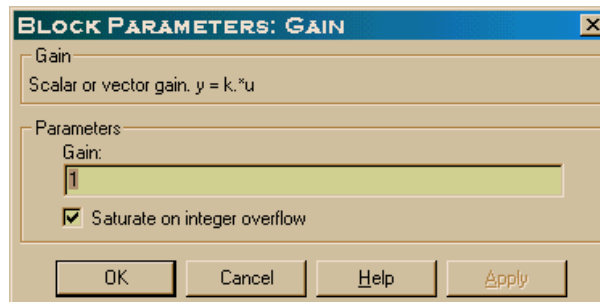 BLOCK PARAMETERS: GAIN
Gain
Scalar or vector gain. y = k.*u
Parameters
Gain:
1
Saturate on integer overflow
OK Cancel Help Apply